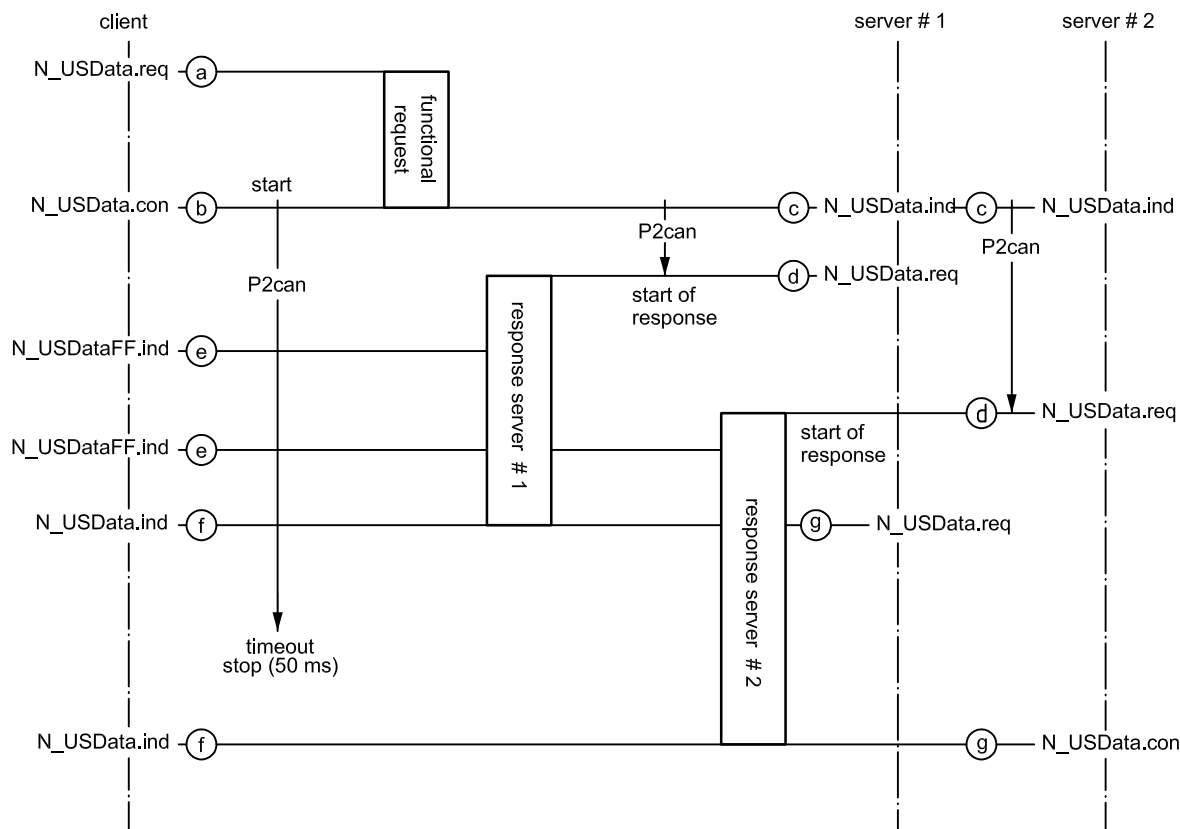 client
server # 1
server # 2
N_USData.req
a
functional
request
start
N_USData.con
b
c
N_USData.ind
c
N_USData.ind
P2can
P2can
P2can
d
N_USData.req
start of
response
response server # 1
N_USDataFF.ind
e
d
N_USData.req
start of
response
N_USDataFF.ind
e
response server # 2
N_USData.ind
f
g
N_USData.req
timeout
stop (50 ms)
N_USData.ind
f
g
N_USData.con